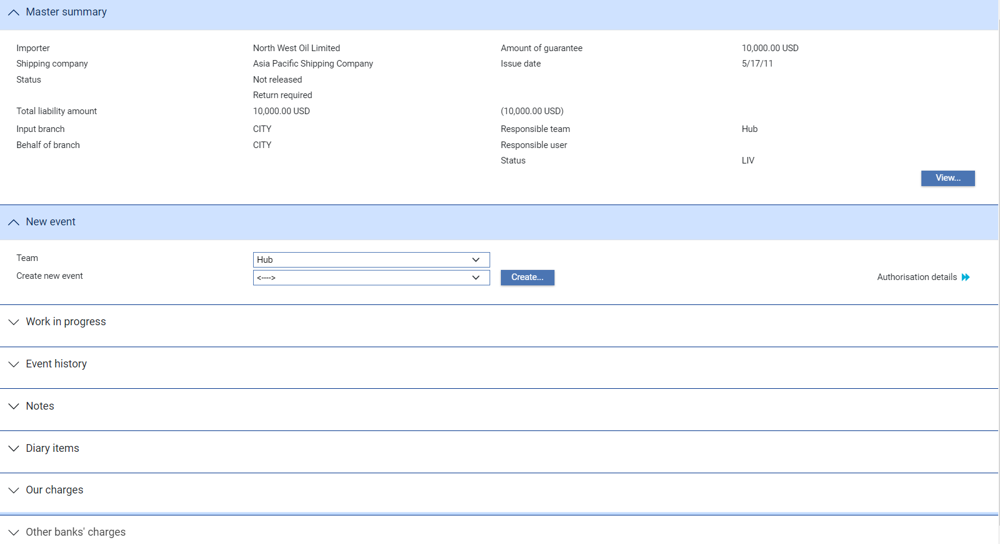 Master summary
Importer North West Oil Limited Amount of guarantee 10,000.00 USD
Shipping company Asia Pacific Shipping Company Issue date 5/17/11
Status Not released
Return required
Total liability amount 10,000.00 USD (10,000.00 USD)
Input branch CITY Responsible team Hub
Behalf of branch CITY Responsible user
Status LIV
View...
New event
Team Hub
Create new event <----> Create... Authorisation details
Work in progress
Event history
Notes
Diary items
Our charges
Other banks' charges